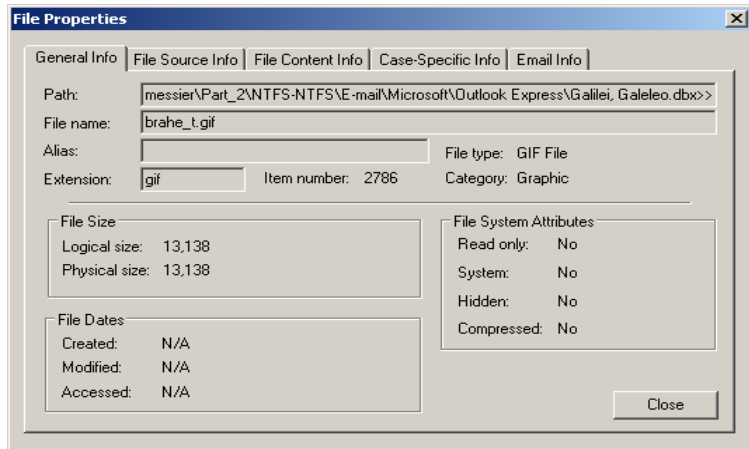 File Properties
General Info File Source Info File Content Info Case-Specific Info Email Info
Path: messier\Part_2\NTFS-NTFS\E-mail\Microsoft\Outlook Express\Galilei, Galeleo.dbx>>
File name: brahe_t.gif
Alias: File type: GIF File
Extension: gif Item number: 2786 Category: Graphic
File Size
Logical size: 13,138
Physical size: 13,138
File System Attributes
Read only: No
System: No
Hidden: No
Compressed: No
File Dates
Created: N/A
Modified: N/A
Accessed: N/A
Close